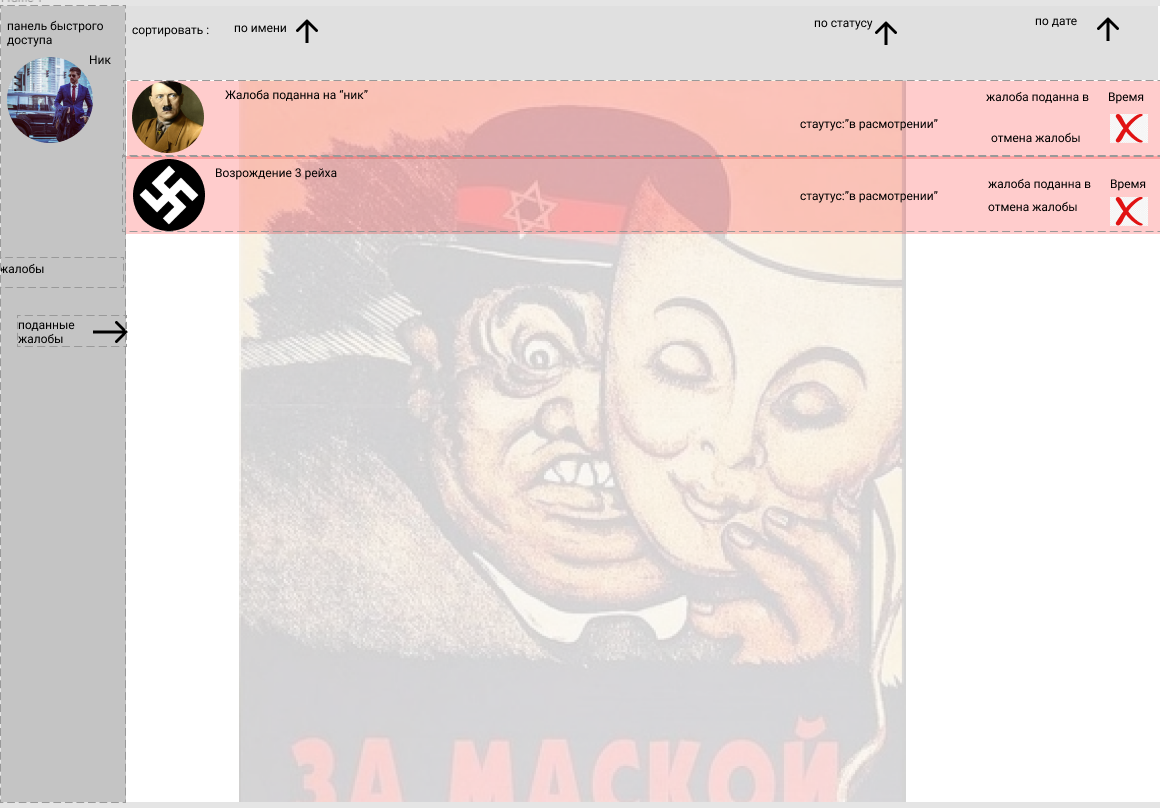 панель быстрого
доступа
Ник
сортировать :
по имени
по статусу
по дате
Жалоба поданна на "ник"
стаутус:"в расмотрении"
жалоба поданна в
Время
отмена жалобы
Возрождение 3 рейха
стаутус:"в расмотрении"
жалоба поданна в
Время
отмена жалобы
жалобы
поданные
жалобы
ЗА МАСКОЙ